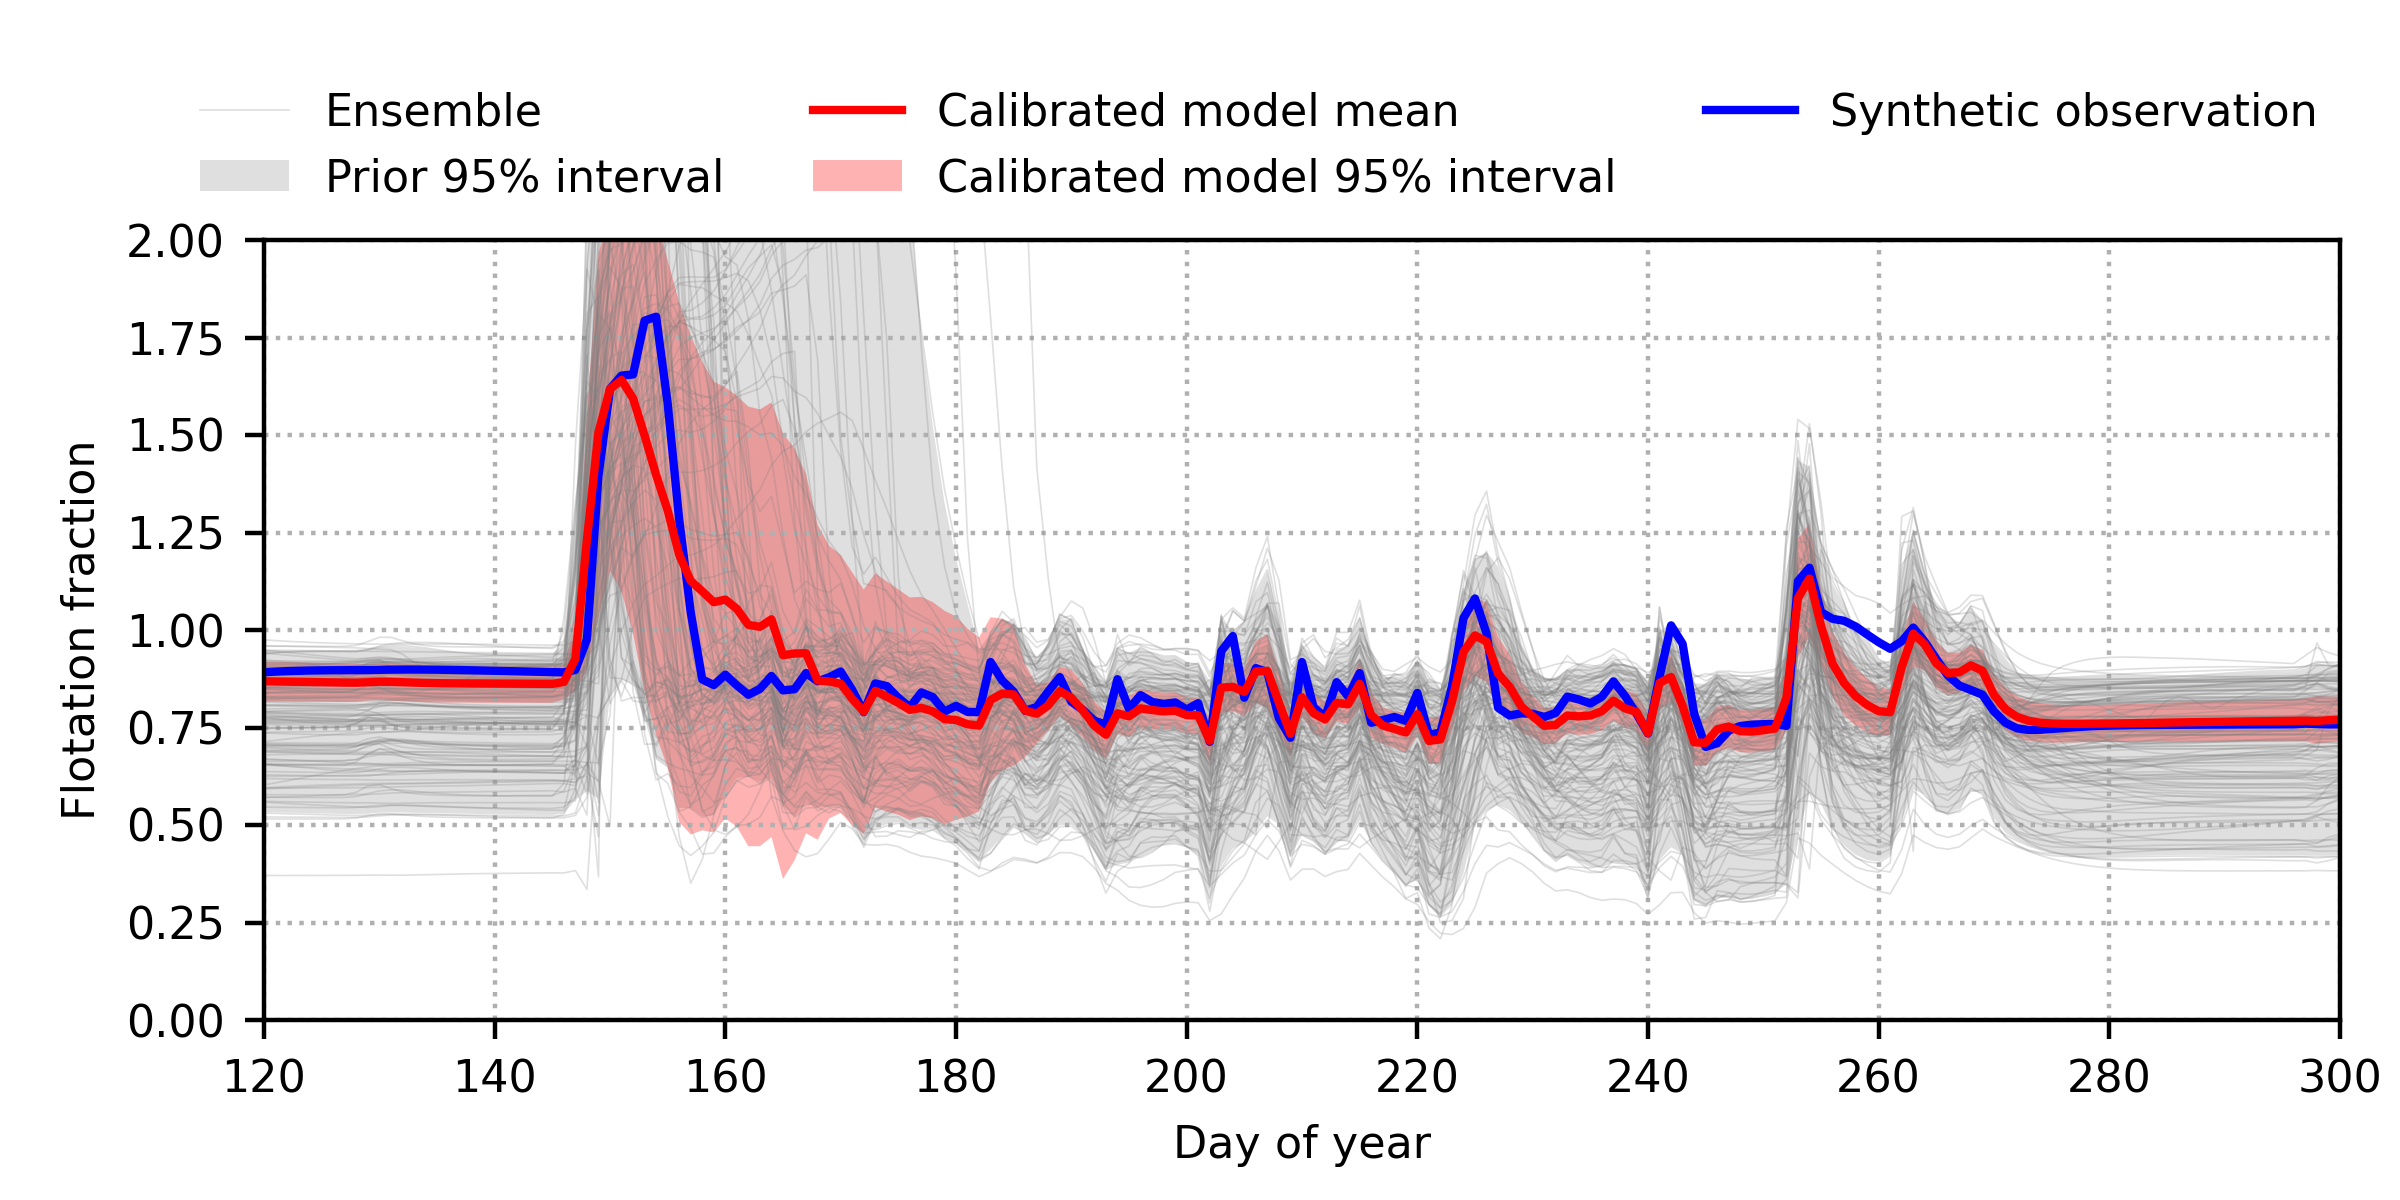 Ensemble
Calibrated model mean
Synthetic observation
Prior 95% interval
Calibrated model 95% interval
2.00
1.75
1.50
1.25
1.00
0.75
0.50
0.25
0.00
Flotation fraction
120 140 160 180 200 220 240 260 280 300
Day of year